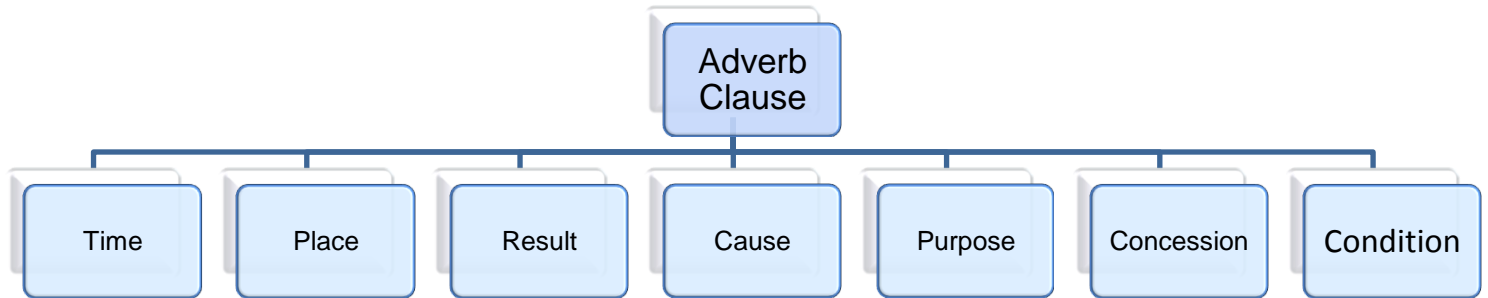 Adverb
Clause
Time
Place
Result
Cause
Purpose
Concession
Condition